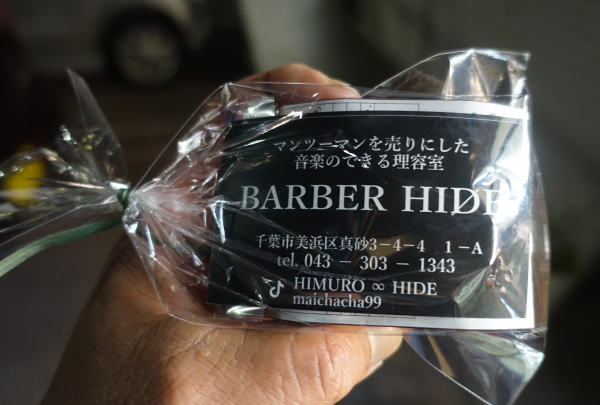 マンツーマンを売りにした
音楽のできる理容室
BARBER HIDE
千葉市美浜区真砂3-4-4 1-A
tel. 043 - 303 - 1343
HIMURO ∞ HIDE
maichacha99